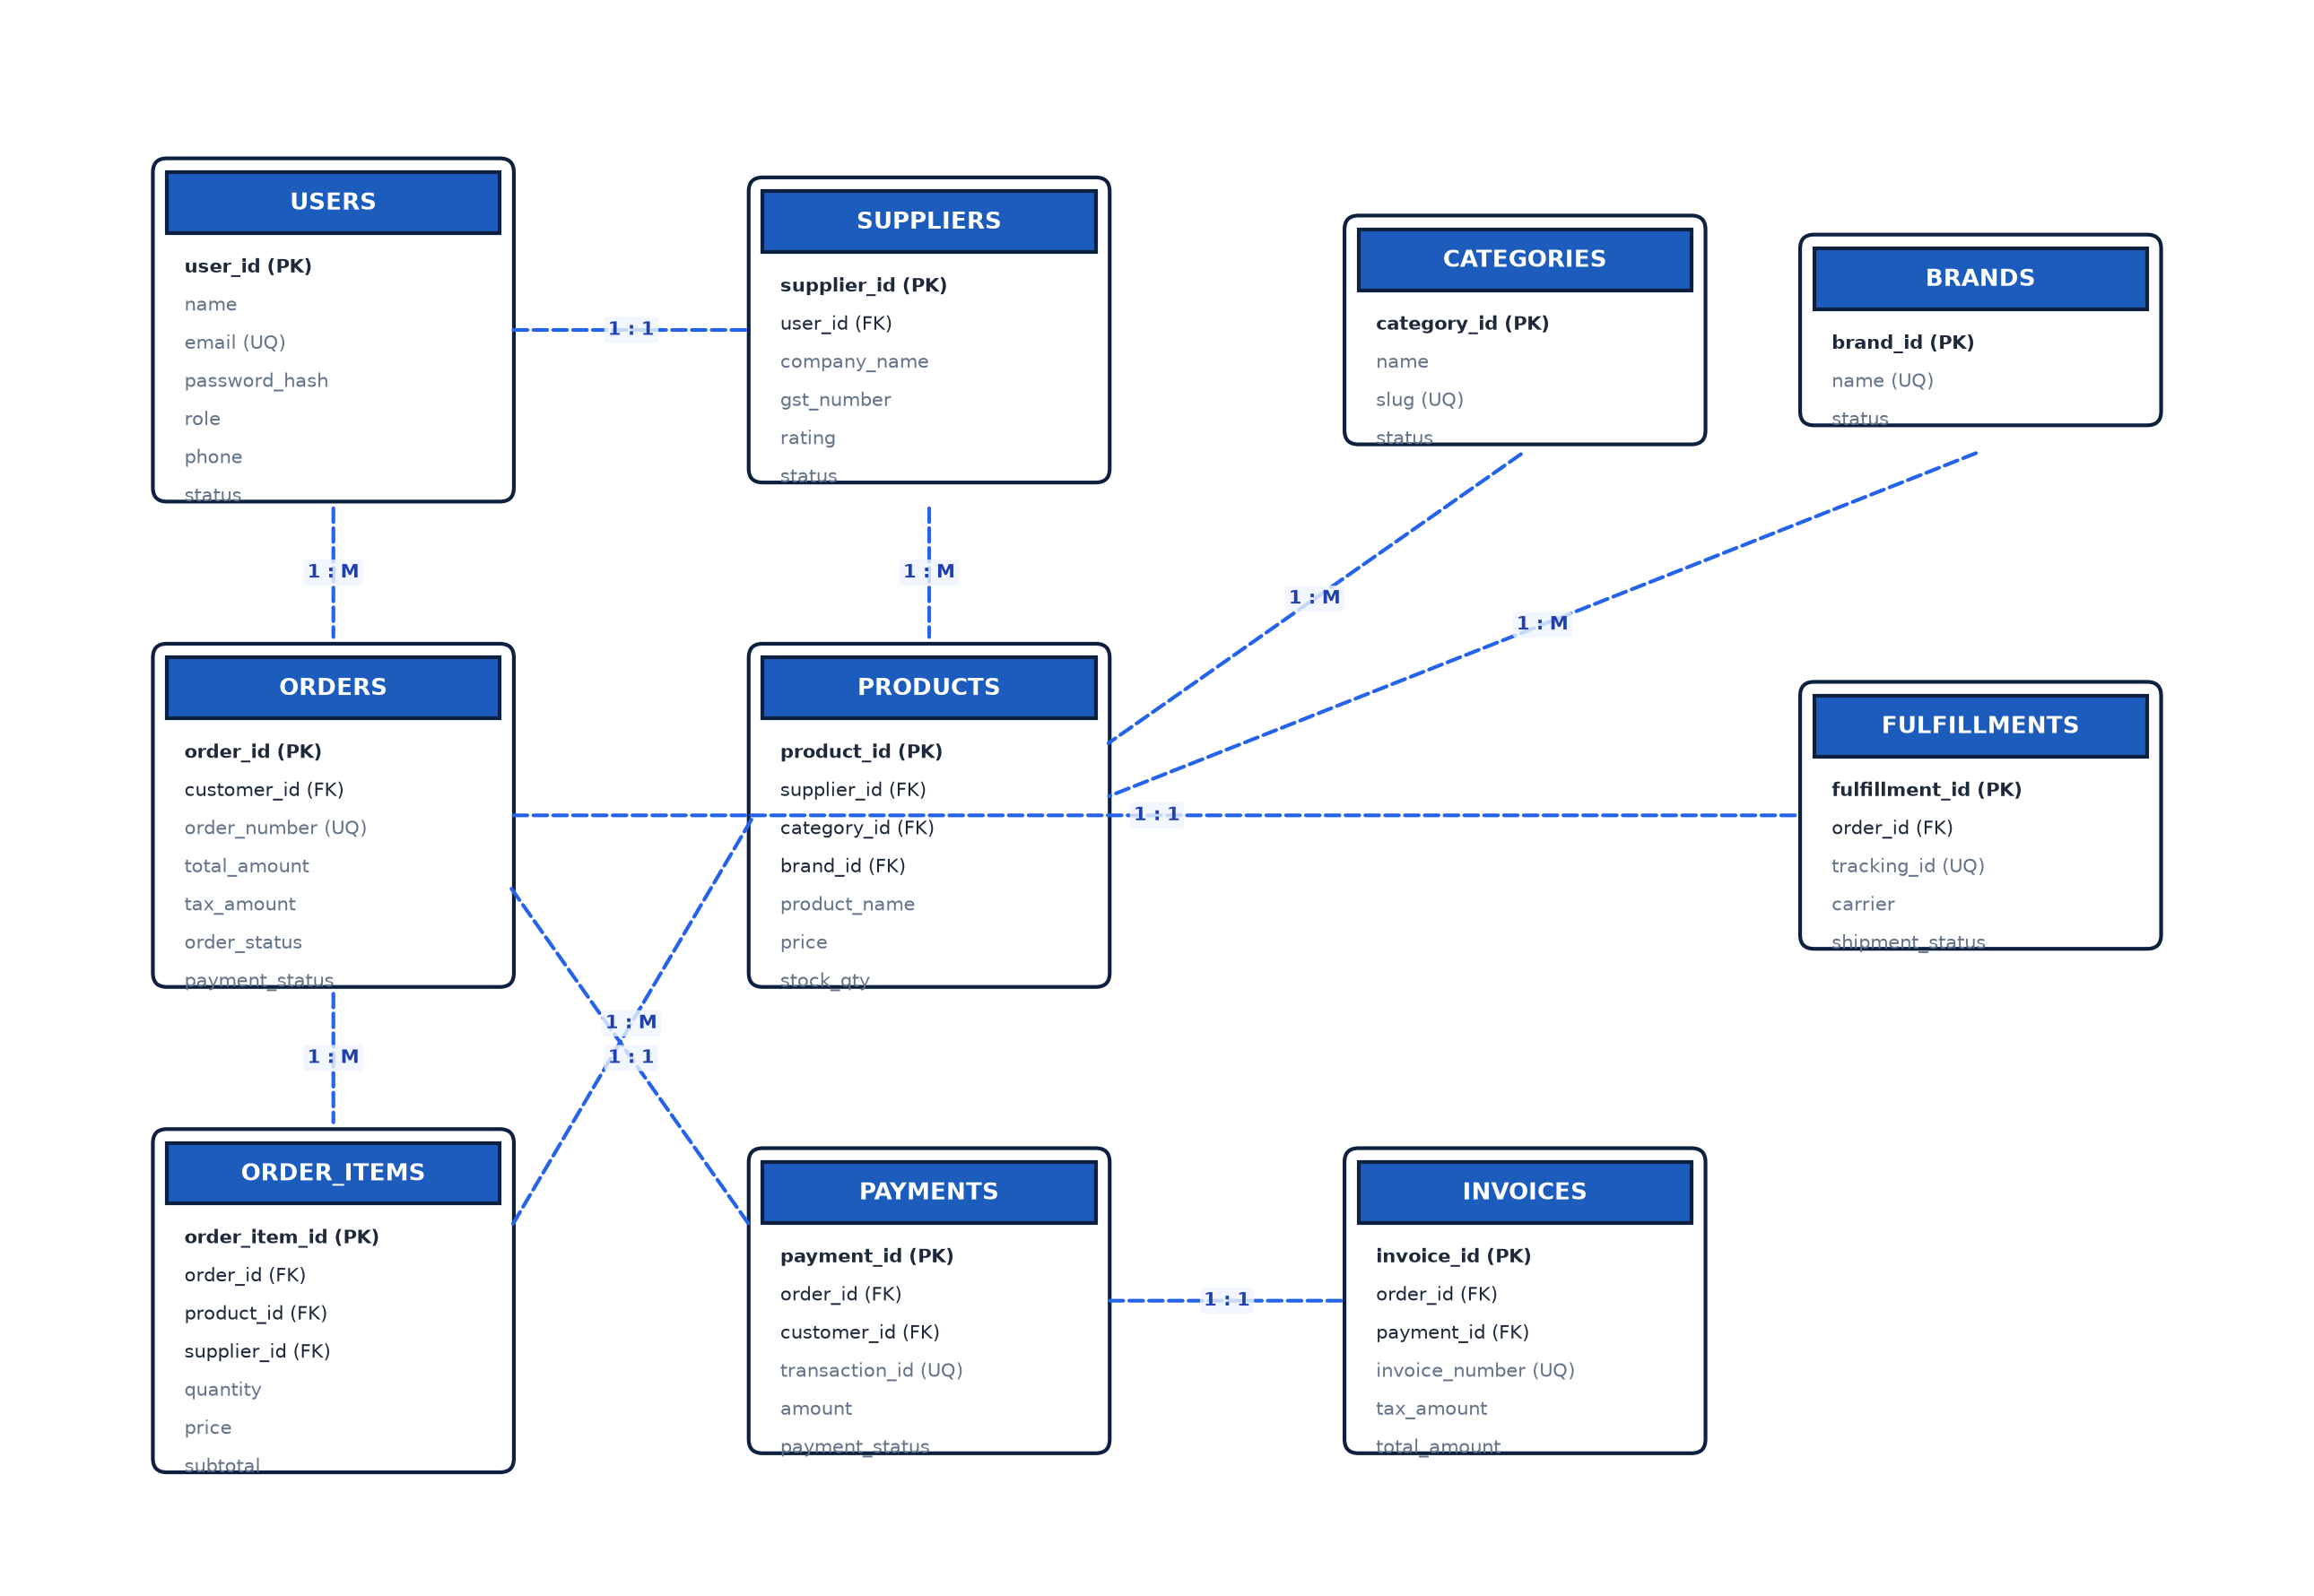 USERS
user_id (PK)
name
email (UQ)
password_hash
role
phone
status
1 : 1
SUPPLIERS
supplier_id (PK)
user_id (FK)
company_name
gst_number
rating
status
CATEGORIES
category_id (PK)
name
slug (UQ)
status
BRANDS
brand_id (PK)
name (UQ)
status
1 : M
1 : M
1 : M
1 : M
ORDERS
order_id (PK)
customer_id (FK)
order_number (UQ)
total_amount
tax_amount
order_status
payment_status
PRODUCTS
product_id (PK)
supplier_id (FK)
category_id (FK)
brand_id (FK)
product_name
price
stock_qty
1 : 1
FULFILLMENTS
fulfillment_id (PK)
order_id (FK)
tracking_id (UQ)
carrier
shipment_status
1 : M
1 : M
1 : 1
ORDER_ITEMS
order_item_id (PK)
order_id (FK)
product_id (FK)
supplier_id (FK)
quantity
price
subtotal
PAYMENTS
payment_id (PK)
order_id (FK)
customer_id (FK)
transaction_id (UQ)
amount
payment_status
1 : 1
INVOICES
invoice_id (PK)
order_id (FK)
payment_id (FK)
invoice_number (UQ)
tax_amount
total_amount